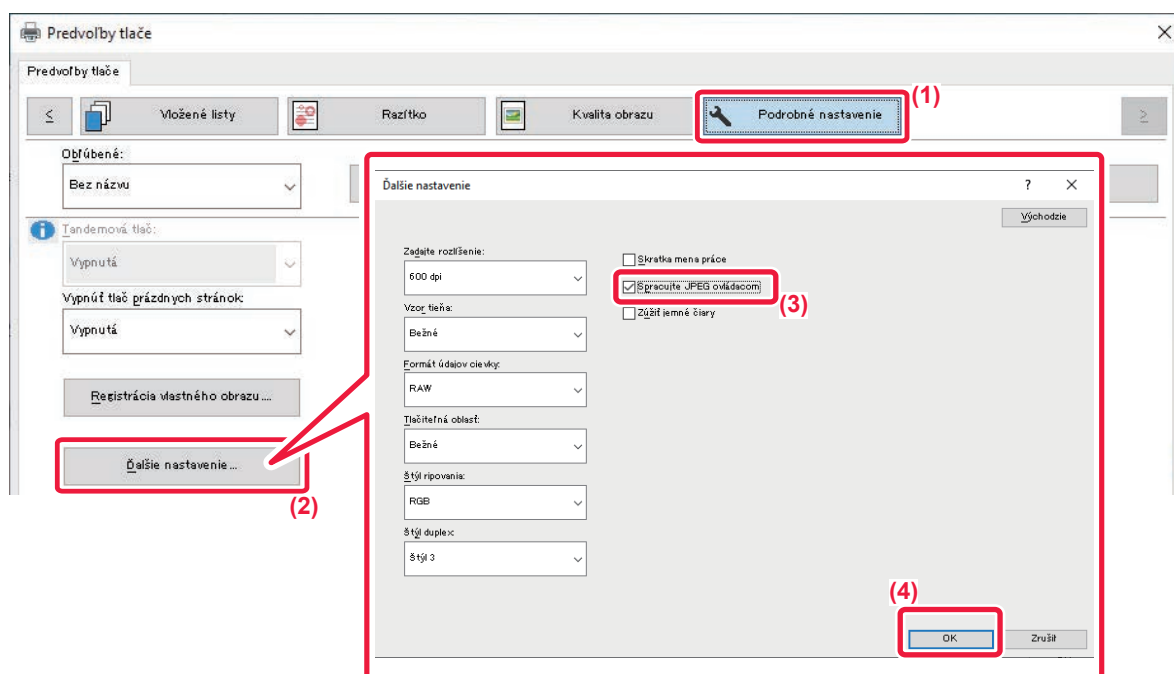 Predvoľby tlače
Predvoľby tlače
(1)
< Vložené listy Razítko Kvalita obrazu Podrobné nastavenie >
Obľúbené:
Bez názvu
Tandemová tlač:
Vypnutá
Vypnúť tlač prázdnych stránok:
Vypnutá
Registrácia vlastného obrazu...
Ďalšie nastavenie...
(2)
Ďalšie nastavenie ?
Východzie
Zadajte rozlíšenie:
600 dpi
Vzor tieňa:
Bežné
Formát údajov cievky:
RAW
Tlačiteľná oblasť:
Bežné
Štýl ripovania:
RGB
Štýl duplex:
Štýl 3
Skratka mena práce
Spracujte JPEG ovládacom
(3)
Zúžiť jemné čiary
(4)
OK Zrušiť